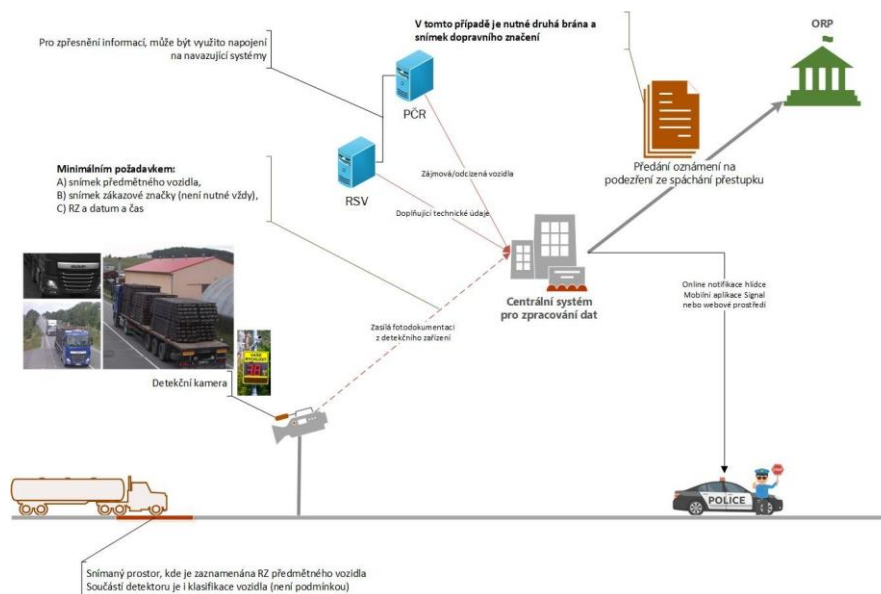 V tomto případě je nutné druhá brána a
snímek dopravního značení
ORP
Pro zpřesnění informací, může být využito napojení
na navazující systémy
PČR
RSV
Předání oznámení na
podezření ze spáchání přestupku
Zájmová/odcizená vozidla
Doplňující technické údaje
Minimálním požadavkem:
A) snímek předmětného vozidla,
B) snímek zákazové značky (není nutné vždy),
C) RZ a datum a čas
Centrální systém
pro zpracování dat
Online notifikace hlídce
Mobilní aplikace Signal
nebo webové prostředí
Zasílá fotodokumentaci
z detekčního zařízení
VAŠE
RYCHLOST
38
Detekční kamera
STOP
POLICE
Snímaný prostor, kde je zaznamenána RZ předmětného vozidla
Součástí detektoru je i klasifikace vozidla (není podmínkou)